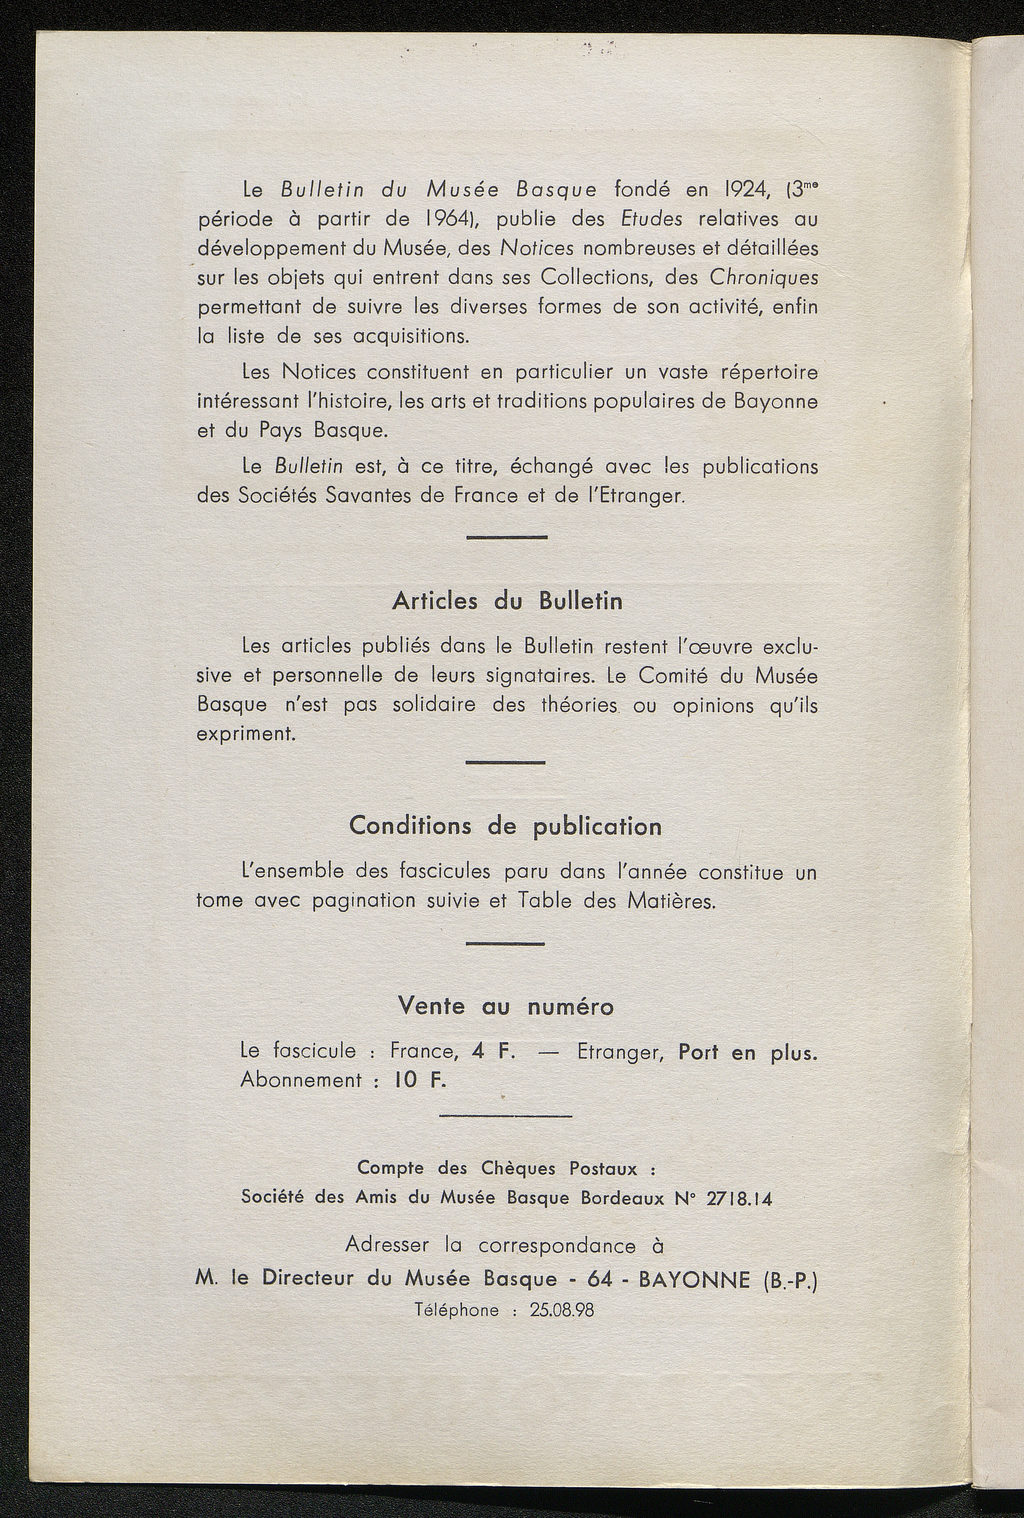 Le Bulletin du Musée Basque fondé en 1924, (3me
période à partir de 1964), publie des Etudes relatives au
développement du Musée, des Notices nombreuses et détaillées
sur les objets qui entrent dans ses Collections, des Chroniques
permettant de suivre les diverses formes de son activité, enfin
la liste de ses acquisitions.
Les Notices constituent en particulier un vaste répertoire
intéressant l'histoire, les arts et traditions populaires de Bayonne
et du Pays Basque.
Le Bulletin est, à ce titre, échangé avec les publications
des Sociétés Savantes de France et de l'Etranger.
Articles du Bulletin
Les articles publiés dans le Bulletin restent l'œuvre exclu-
sive et personnelle de leurs signataires. Le Comité du Musée
Basque n'est pas solidaire des théories ou opinions qu'ils
expriment.
Conditions de publication
L'ensemble des fascicules paru dans l'année constitue un
tome avec pagination suivie et Table des Matières.
Vente au numéro
Le fascicule : France, 4 F. — Etranger, Port en plus.
Abonnement : 10 F.
Compte des Chèques Postaux :
Société des Amis du Musée Basque Bordeaux N° 2718.14
Adresser la correspondance à
M. le Directeur du Musée Basque - 64 - BAYONNE (B.-P.)
Téléphone : 25.08.98